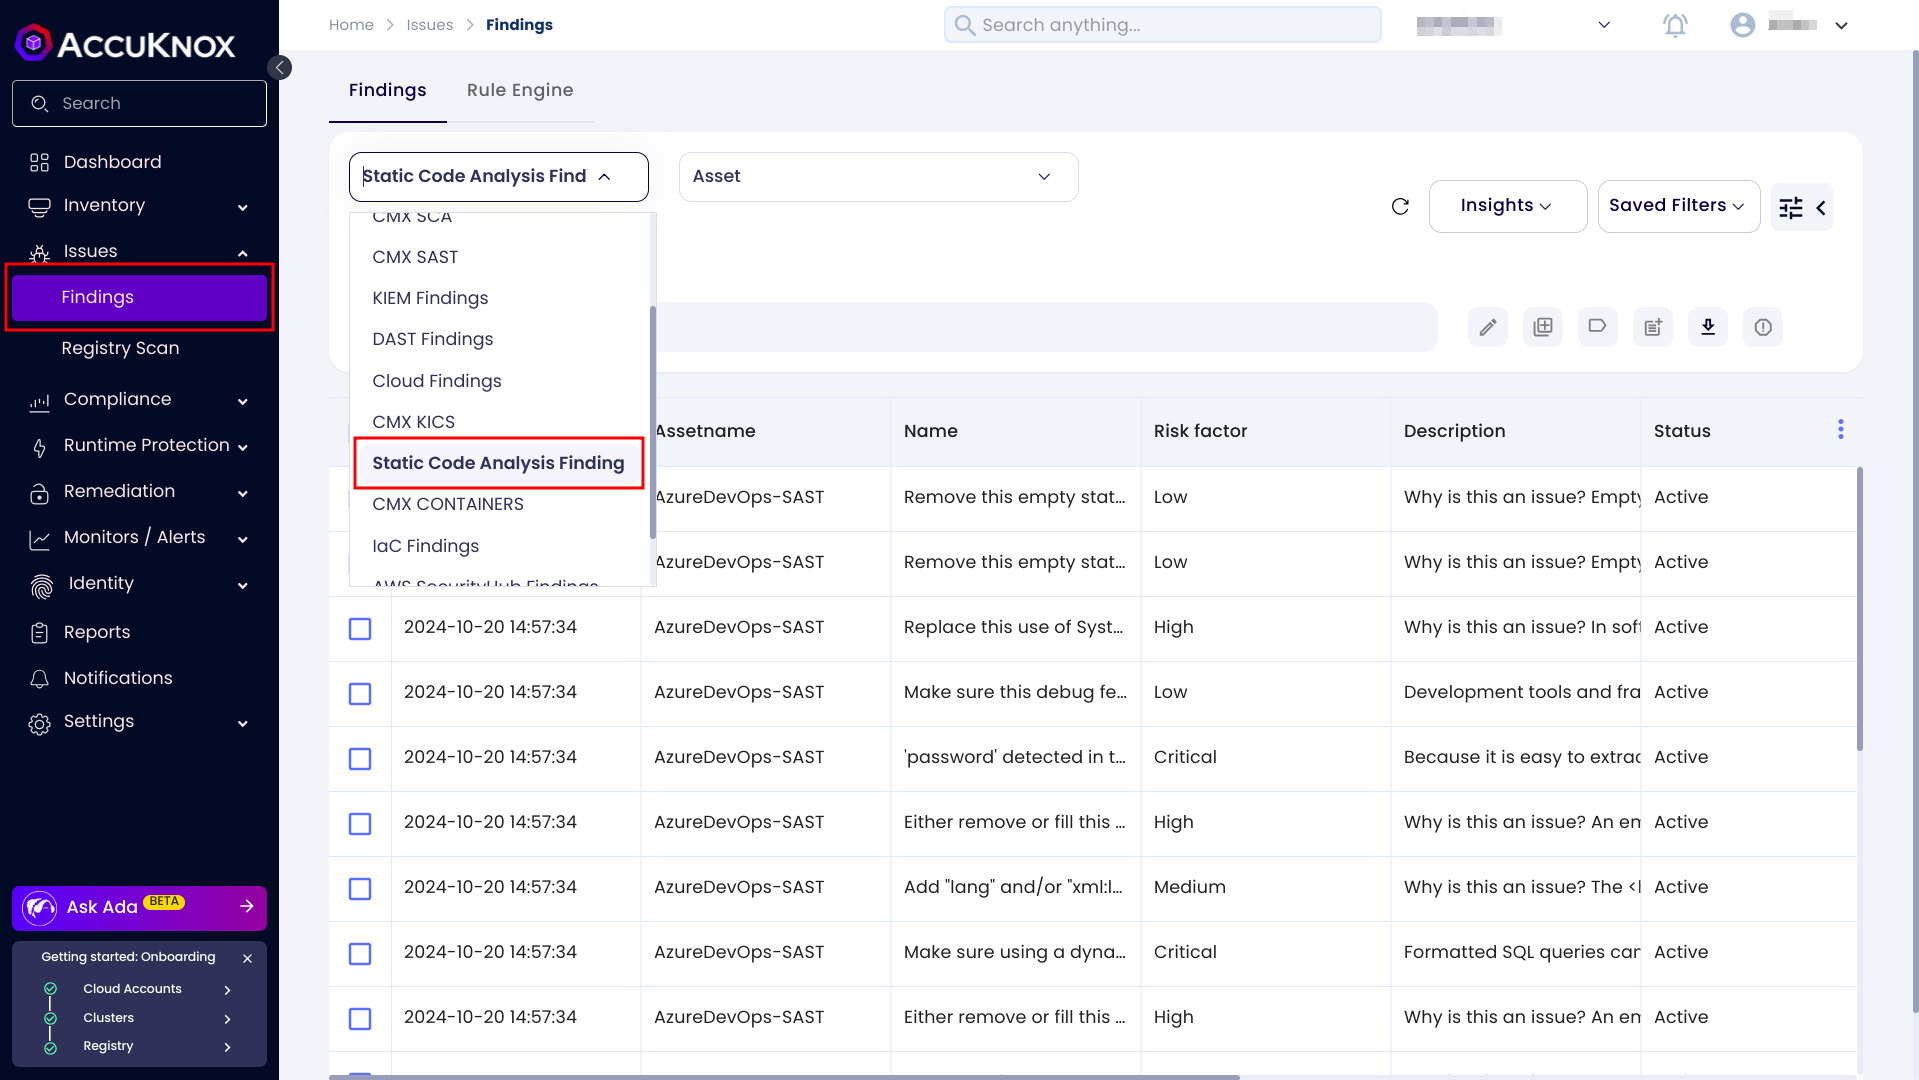 ACCUKNOX
Search
Dashboard
Inventory
Issues
Findings
Registry Scan
Compliance
Runtime Protection
Remediation
Monitors / Alerts
Identity
Reports
Notifications
Settings
Ask Ada BETA
Getting started: Onboarding
Cloud Accounts
Clusters
Registry
Home > Issues > Findings
Search anything...
Findings Rule Engine
Static Code Analysis Find
Asset
Insights
Saved Filters
CMX SCA
CMX SAST
KIEM Findings
DAST Findings
Cloud Findings
CMX KICS
Static Code Analysis Finding
CMX CONTAINERS
IaC Findings
AWS SecurityHub Findings
Assetname Name Risk factor Description Status
AzureDevOps-SAST Remove this empty stat... Low Why is this an issue? Empty Active
AzureDevOps-SAST Remove this empty stat... Low Why is this an issue? Empty Active
2024-10-20 14:57:34 AzureDevOps-SAST Replace this use of Syst... High Why is this an issue? In sof Active
2024-10-20 14:57:34 AzureDevOps-SAST Make sure this debug fe... Low Development tools and fra Active
2024-10-20 14:57:34 AzureDevOps-SAST 'password' detected in t... Critical Because it is easy to extrac Active
2024-10-20 14:57:34 AzureDevOps-SAST Either remove or fill this ... High Why is this an issue? An em Active
2024-10-20 14:57:34 AzureDevOps-SAST Add "lang" and/or "xml:l... Medium Why is this an issue? The <l Active
2024-10-20 14:57:34 AzureDevOps-SAST Make sure using a dyna... Critical Formatted SQL queries can Active
2024-10-20 14:57:34 AzureDevOps-SAST Either remove or fill this ... High Why is this an issue? An em Active